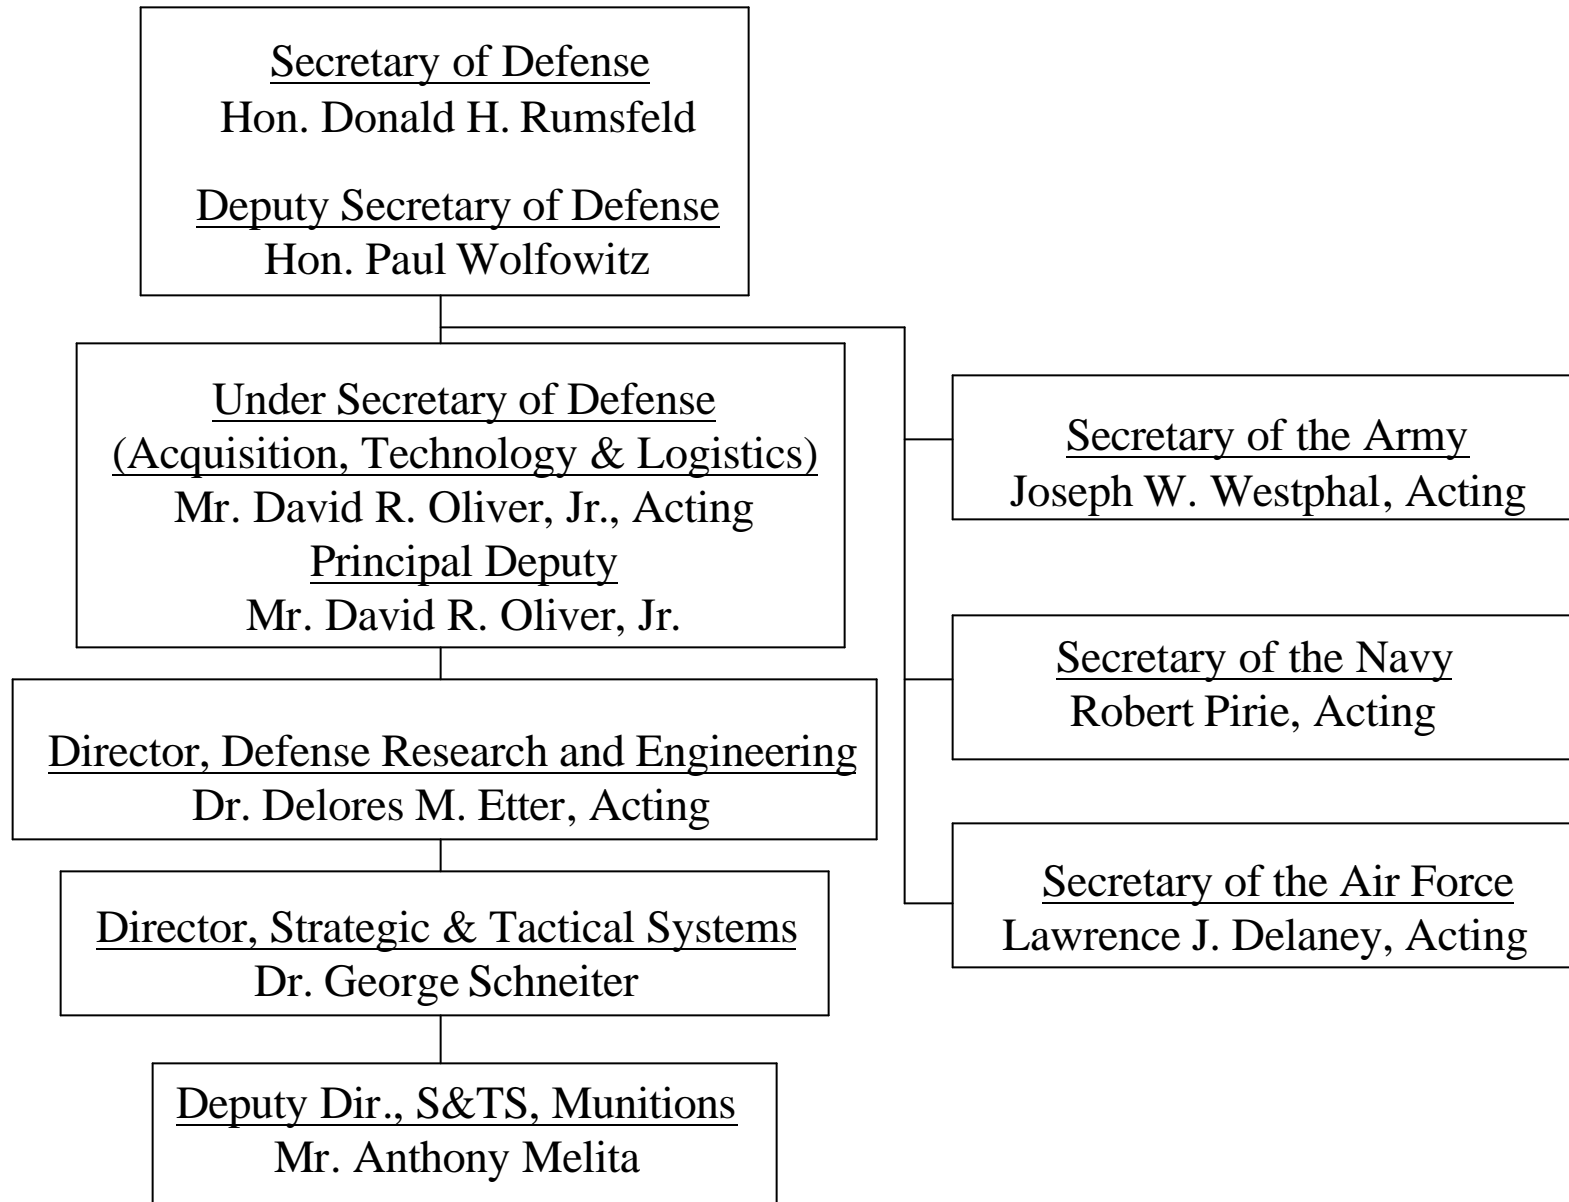 Secretary of Defense
Hon. Donald H. Rumsfeld
Deputy Secretary of Defense
Hon. Paul Wolfowitz
Under Secretary of Defense
(Acquisition, Technology & Logistics)
Mr. David R. Oliver, Jr., Acting
Principal Deputy
Mr. David R. Oliver, Jr.
Director, Defense Research and Engineering
Dr. Delores M. Etter, Acting
Director, Strategic & Tactical Systems
Dr. George Schneiter
Deputy Dir., S&TS, Munitions
Mr. Anthony Melita
Secretary of the Army
Joseph W. Westphal, Acting
Secretary of the Navy
Robert Pirie, Acting
Secretary of the Air Force
Lawrence J. Delaney, Acting